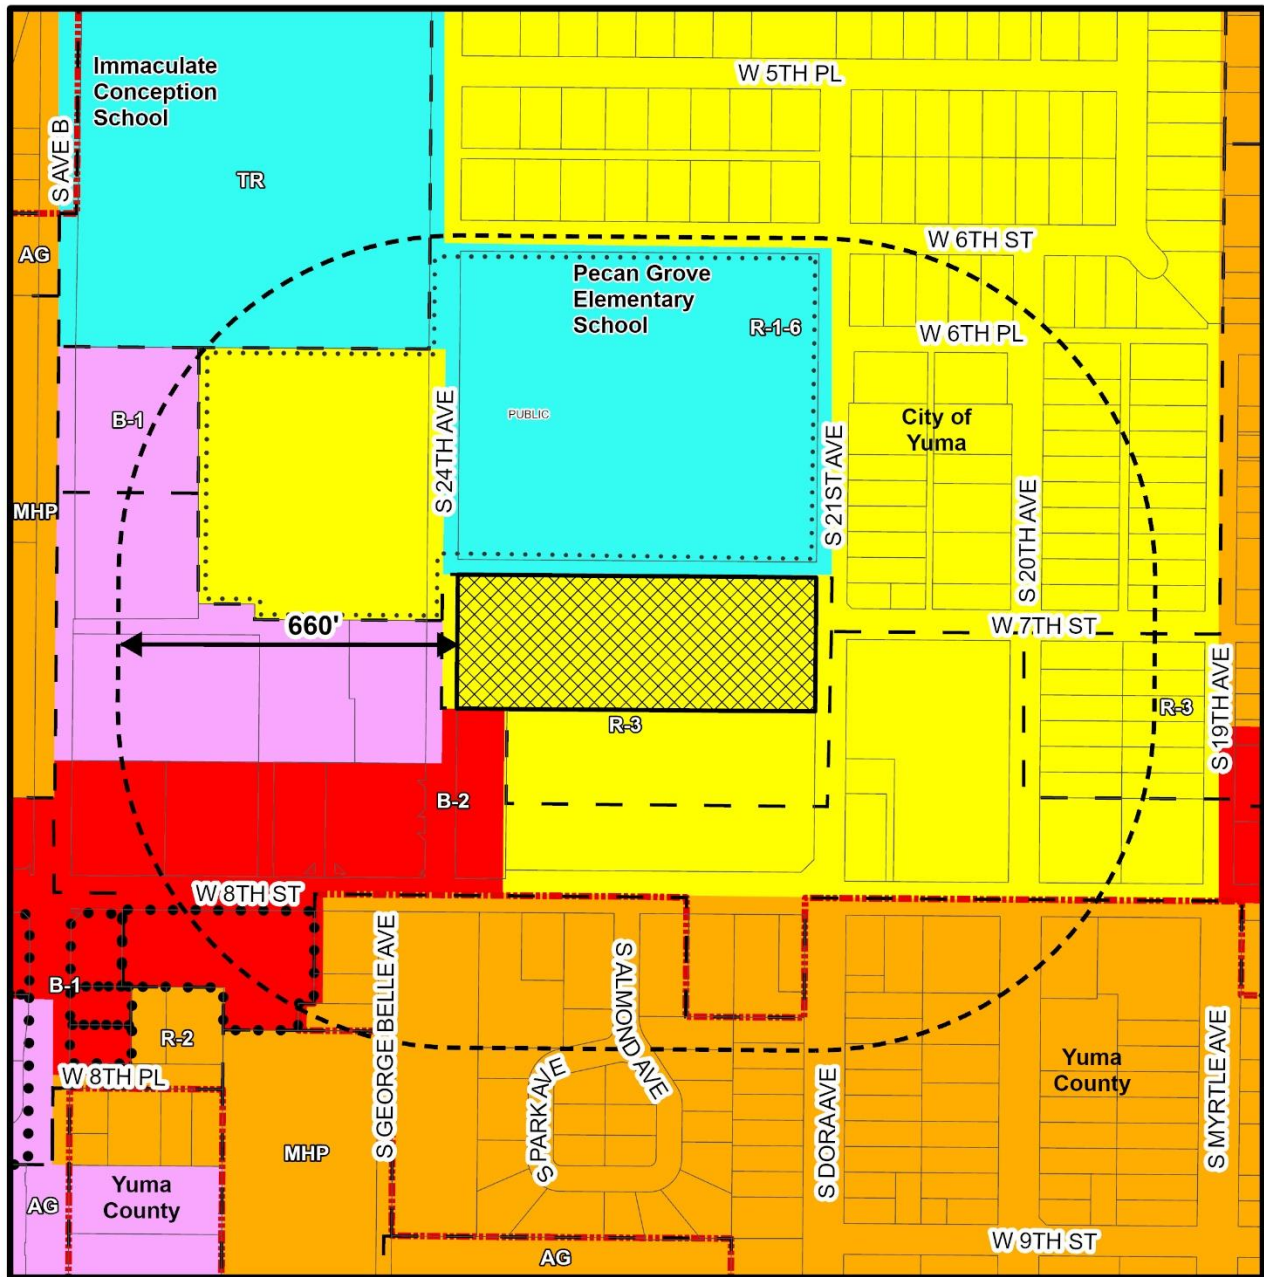 Immaculate
Conception
School
W 5TH PL
S AVE B
TR
W 6TH ST
AG
Pecan Grove
Elementary
School
R-1-6
W 6TH PL
B-1
PUBLIC
City of
Yuma
S 24TH AVE
S 21ST AVE
MHP
S 20TH AVE
660'
W 7TH ST
R-3
R-3
S 19TH AVE
B-2
W 8TH ST
S GEORGE BELLE AVE
S ALMOND AVE
B-1
R-2
W 8TH PL
S PARK AVE
Yuma
County
S MYRTLE AVE
S DORA AVE
MHP
Yuma
County
AG
W 9TH ST
AG